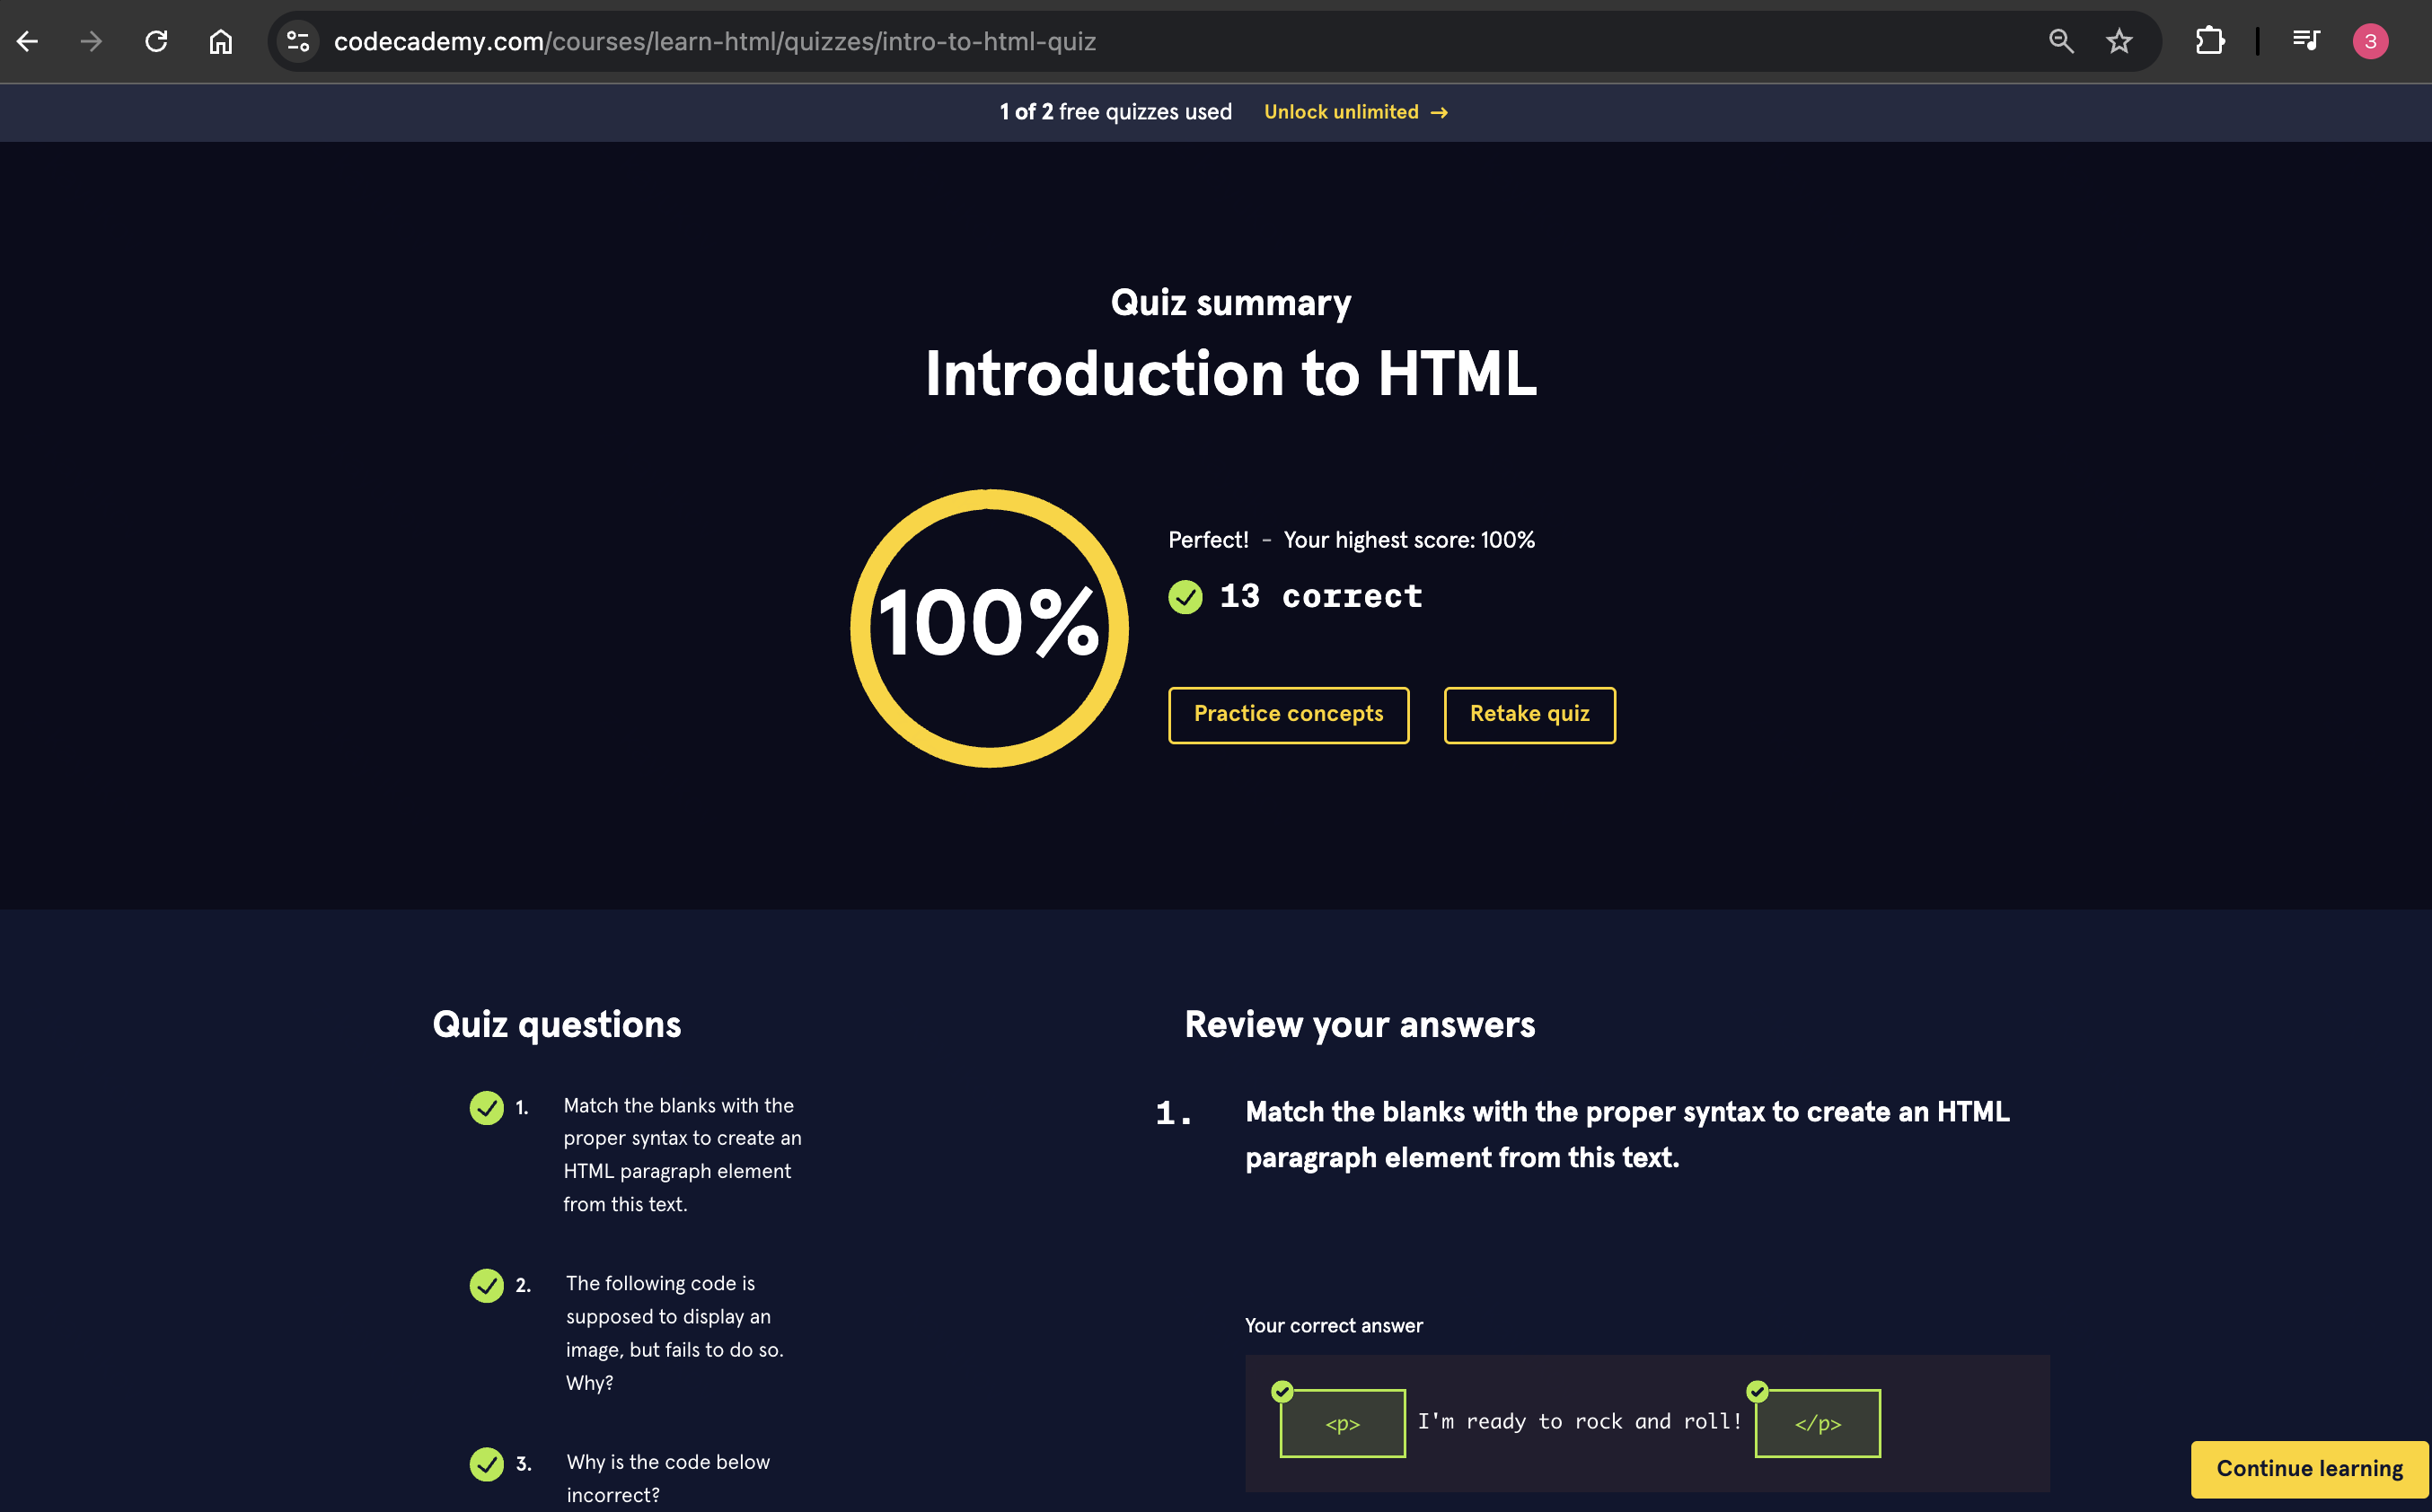 codecademy.com/courses/learn-html/quizzes/intro-to-html-quiz
3
1 of 2 free quizzes used Unlock unlimited →
Quiz summary
Introduction to HTML
100%
Perfect! - Your highest score: 100%
13 correct
Practice concepts
Retake quiz
Quiz questions
1. Match the blanks with the
proper syntax to create an
HTML paragraph element
from this text.
2. The following code is
supposed to display an
image, but fails to do so.
Why?
3. Why is the code below
incorrect?
Review your answers
1. Match the blanks with the proper syntax to create an HTML
paragraph element from this text.
Your correct answer
<p> I'm ready to rock and roll! </p>
Continue learning